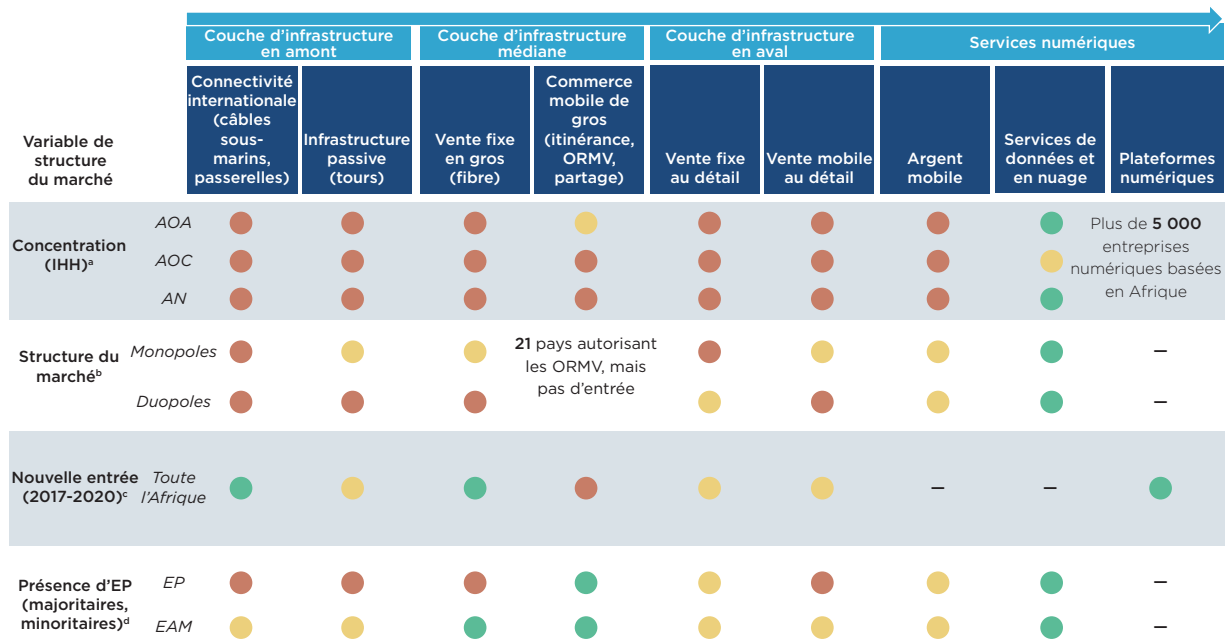 Couche d'infrastructure
en amont
Couche d'infrastructure
médiane
Couche d'infrastructure
en aval
Services numériques
Variable de
structure
du marché
Connectivité
internationale
(câbles
sous-
marins,
passerelles)
Infrastructure
passive
(tours)
Vente fixe
en gros
(fibre)
Commerce
mobile de
gros
(itinérance,
ORMV,
partage)
Vente fixe
au détail
Vente mobile
au détail
Argent
mobile
Services de
données et
en nuage
Plateformes
numériques
Concentration
(IHH)ᵃ
AOA
AOC
AN
Plus de 5 000
entreprises
numériques basées
en Afrique
Structure du
marchéᵇ
Monopoles
21 pays autorisant
les ORMV, mais
pas d’entrée
–
Duopoles
–
Nouvelle entrée
(2017-2020)ᶜ
Toute
l’Afrique
– –
Présence d’EP
(majoritaires,
minoritaires)ᵈ
EP
–
EAM
–